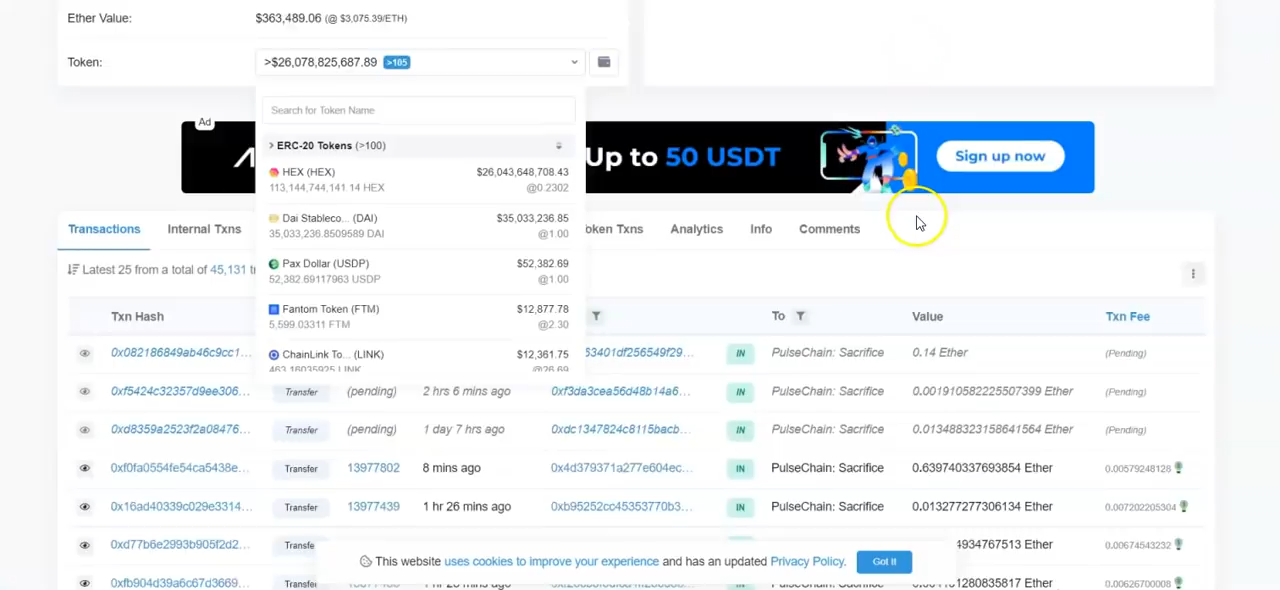 Ether Value: $363,489.06 (@ $3,075.39/ETH)
Token: >$26,078,825,687.89 >105
Search for Token Name
Ad
Up to 50 USDT
Sign up now
> ERC-20 Tokens (>100)
HEX (HEX) $26,043,648,708.43
113,144,744,141 14 HEX @0.2302
Dai Stableco... (DAI) $35,033,236.85
35,033,236.8509589 DAI @1.00
Pax Dollar (USDP) $52,382.69
52,382.69117963 USDP @1.00
Fantom Token (FTM) $12,877.78
5,599.03311 FTM @2.30
ChainLink To... (LINK) $12,361.75
463.16035925 LINK @26.69
Transactions Internal Txns oken Txns Analytics Info Comments
Latest 25 from a total of 45,131 tr
Txn Hash To Value Txn Fee
0x082186849ab46c9cc1... 63401df256549f29... IN PulseChain: Sacrifice 0.14 Ether (Pending)
0xf5424c32357d9ee306... Transfer (pending) 2 hrs 6 mins ago 0xf3da3cea56d48b14a6... IN PulseChain: Sacrifice 0.001910582225507399 Ether (Pending)
0xd8359a2523f2a08476... Transfer (pending) 1 day 7 hrs ago 0xdc1347824c8115bacb... IN PulseChain: Sacrifice 0.013488323158641564 Ether (Pending)
0xf0fa0554fe54ca5438e... Transfer 13977802 8 mins ago 0x4d379371a277e604ec... IN PulseChain: Sacrifice 0.639740337693854 Ether 0.00579248128
0x16ad40339c029e3314... Transfer 13977439 1 hr 26 mins ago 0xb95252cc45353770b3... IN PulseChain: Sacrifice 0.013277277306134 Ether 0.007202205304
0xd77b6e2993b905f2d2... Transfe 4934767513 Ether 0.00674543232
This website uses cookies to improve your experience and has an updated Privacy Policy. Got It
0xfb904d39a6c67d3669... 1280835817 Ether 0.00626700008